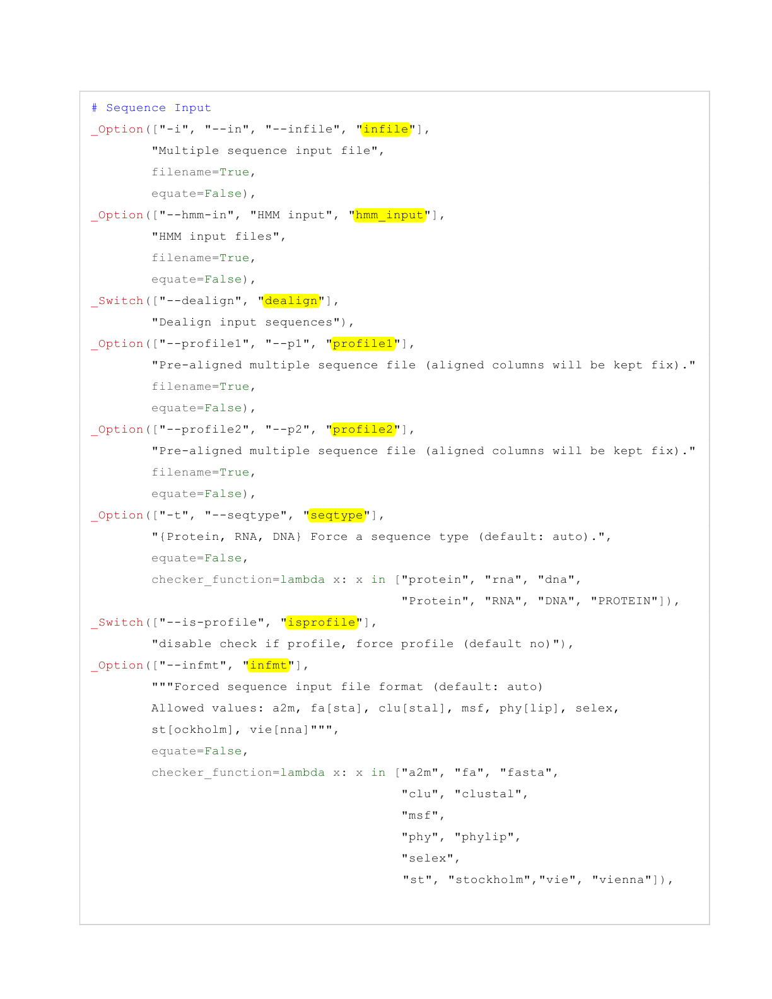 # Sequence Input
_Option(["-i", "--in", "--infile", "infile"],
"Multiple sequence input file",
filename=True,
equate=False),
_Option(["--hmm-in", "HMM input", "hmm_input"],
"HMM input files",
filename=True,
equate=False),
_Switch(["--dealign", "dealign"],
"Dealign input sequences"),
_Option(["--profile1", "--p1", "profile1"],
"Pre-aligned multiple sequence file (aligned columns will be kept fix)."
filename=True,
equate=False),
_Option(["--profile2", "--p2", "profile2"],
"Pre-aligned multiple sequence file (aligned columns will be kept fix)."
filename=True,
equate=False),
_Option(["-t", "--seqtype", "seqtype"],
"{Protein, RNA, DNA} Force a sequence type (default: auto).",
equate=False,
checker_function=lambda x: x in ["protein", "rna", "dna",
"Protein", "RNA", "DNA", "PROTEIN"]),
_Switch(["--is-profile", "isprofile"],
"disable check if profile, force profile (default no)"),
_Option(["--infmt", "infmt"],
"""Forced sequence input file format (default: auto)
Allowed values: a2m, fa[sta], clu[stal], msf, phy[lip], selex,
st[ockholm], vie[nna]""",
equate=False,
checker_function=lambda x: x in ["a2m", "fa", "fasta",
"clu", "clustal",
"msf",
"phy", "phylip",
"selex",
"st", "stockholm","vie", "vienna"]),